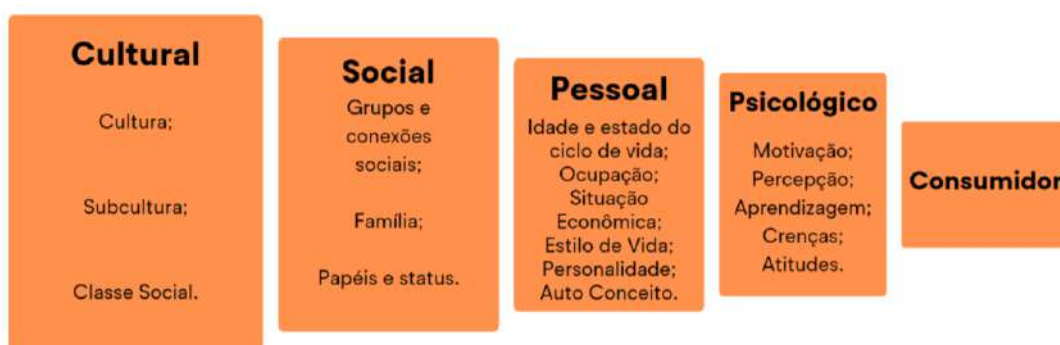 Cultural
Cultura;
Subcultura;
Classe Social.
Social
Grupos e
conexões
sociais;
Família;
Papéis e status.
Pessoal
Idade e estado do
ciclo de vida;
Ocupação;
Situação
Econômica;
Estilo de Vida;
Personalidade;
Auto Conceito.
Psicológico
Motivação;
Percepção;
Aprendizagem;
Crenças;
Atitudes.
Consumidor